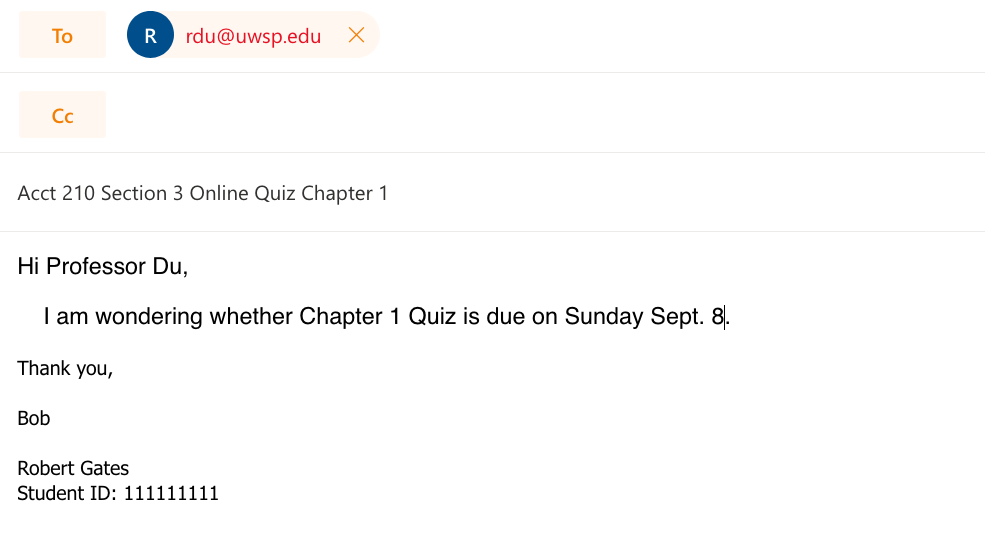 To R rdu@uwsp.edu
Cc
Acct 210 Section 3 Online Quiz Chapter 1
Hi Professor Du,
I am wondering whether Chapter 1 Quiz is due on Sunday Sept. 8.
Thank you,
Bob
Robert Gates
Student ID: 111111111